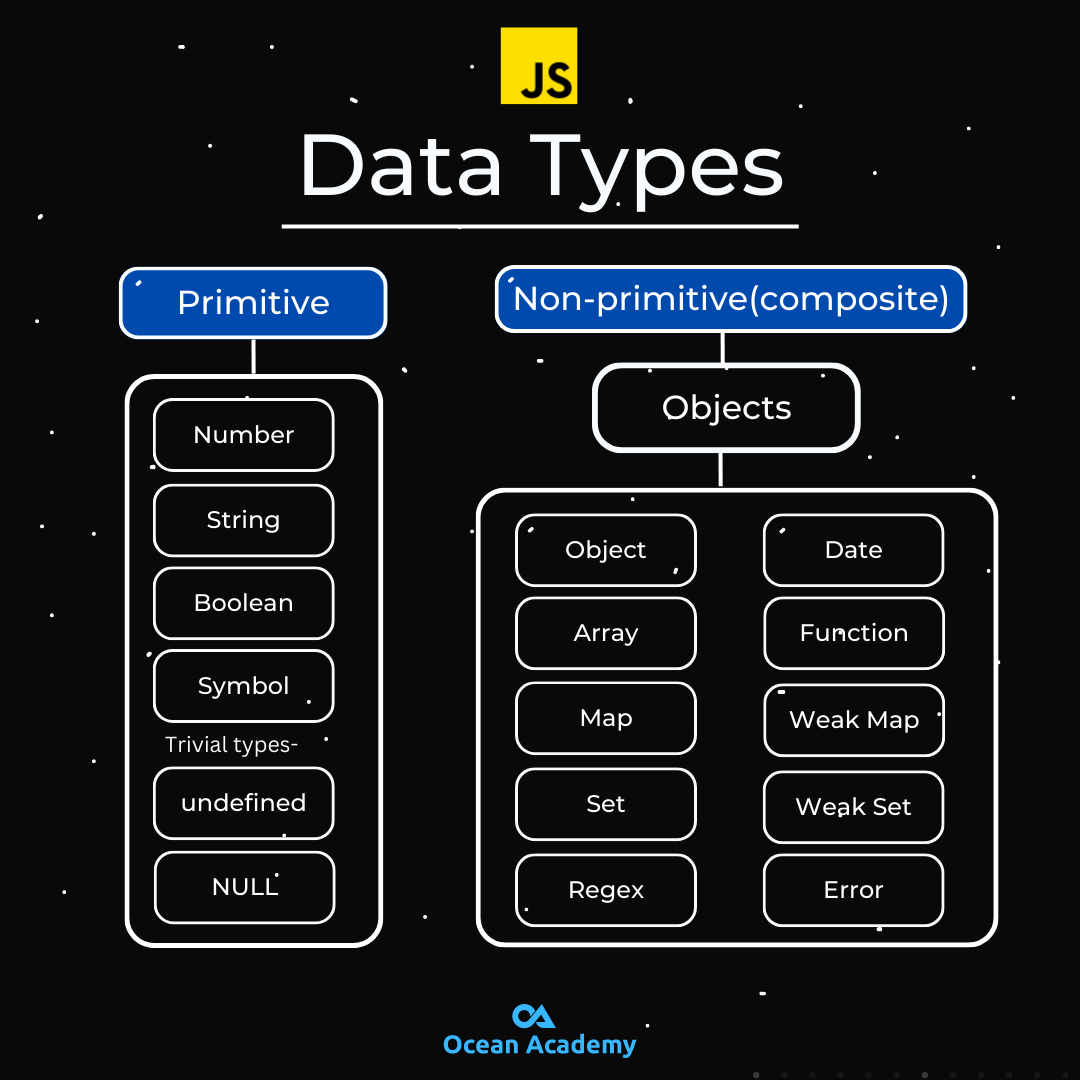 JS
Data Types
Primitive
Number
String
Boolean
Symbol
Trivial types-
undefined
NULL
Non-primitive(composite)
Objects
Object
Array
Map
Set
Regex
Date
Function
Weak Map
Weak Set
Error
OA
Ocean Academy